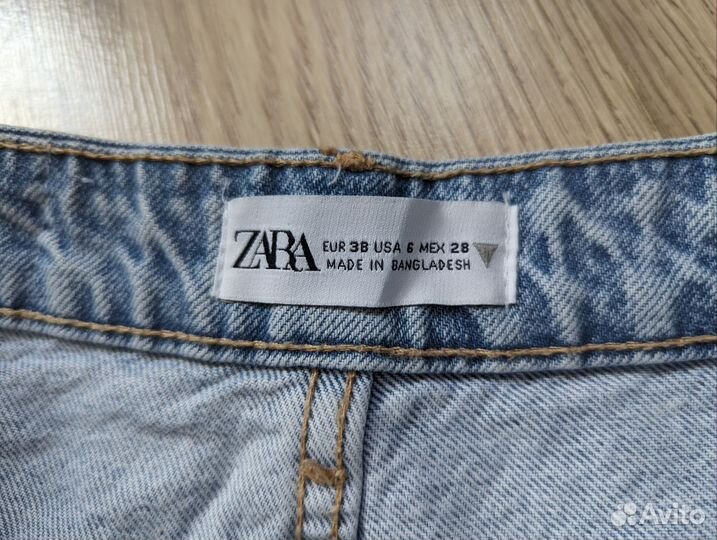 ZARA
EUR 38 USA 6 MEX 28
MADE IN BANGLADESH
Avito